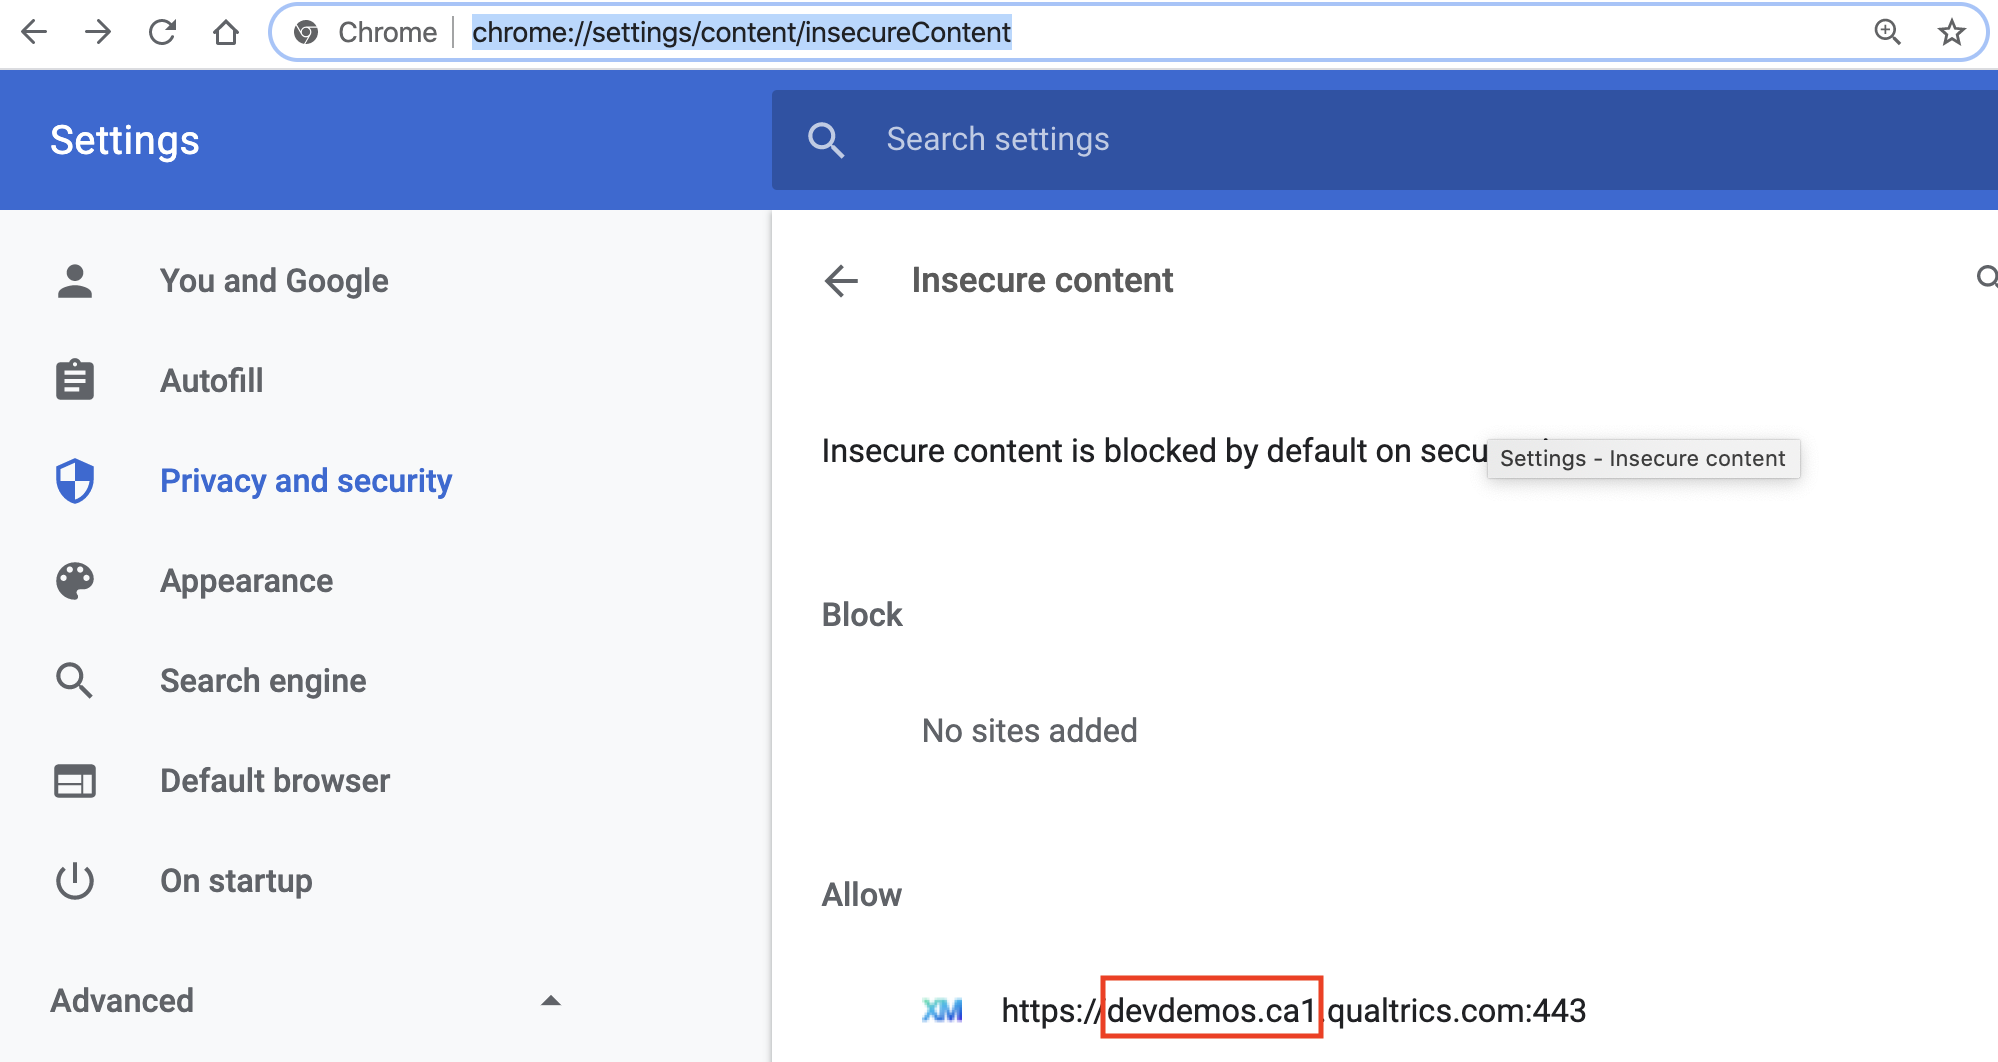 Chrome | chrome://settings/content/insecureContent
Settings
Search settings
You and Google
Autofill
Privacy and security
Appearance
Search engine
Default browser
On startup
Advanced
Insecure content
Insecure content is blocked by default on
Settings - Insecure content
Block
No sites added
Allow
XM https://devdemos.ca1.qualtrics.com:443